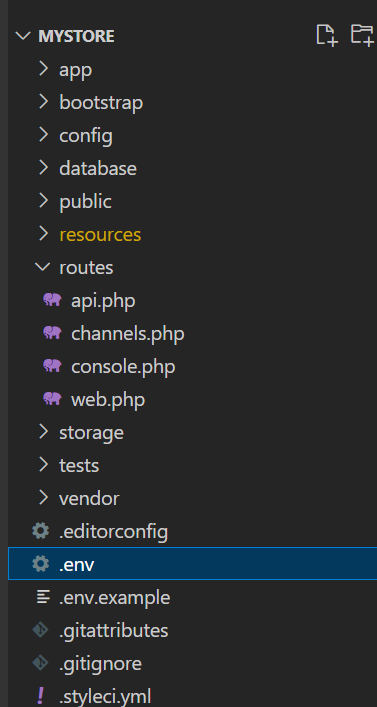 MYSTORE
app
bootstrap
config
database
public
resources
routes
api.php
channels.php
console.php
web.php
storage
tests
vendor
.editorconfig
.env
.env.example
.gitattributes
.gitignore
.styleci.yml